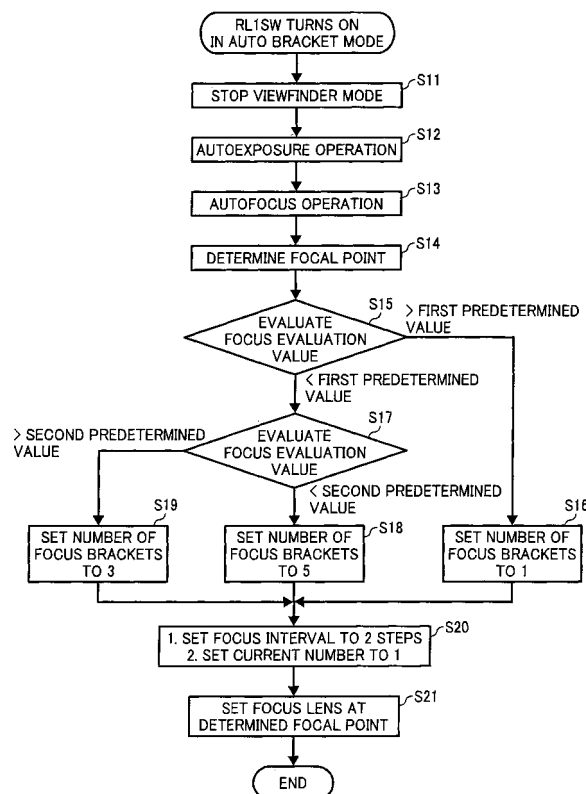 RL1SW TURNS ON
IN AUTO BRACKET MODE
S11
STOP VIEWFINDER MODE
S12
AUTOEXPOSURE OPERATION
S13
AUTOFOCUS OPERATION
S14
DETERMINE FOCAL POINT
S15
> FIRST PREDETERMINED
VALUE
EVALUATE
FOCUS EVALUATION
VALUE
< FIRST PREDETERMINED
VALUE
S17
> SECOND PREDETERMINED
VALUE
EVALUATE
FOCUS EVALUATION
VALUE
< SECOND PREDETERMINED
VALUE
S19
SET NUMBER OF
FOCUS BRACKETS
TO 3
S18
SET NUMBER OF
FOCUS BRACKETS
TO 5
S16
SET NUMBER OF
FOCUS BRACKETS
TO 1
S20
1. SET FOCUS INTERVAL TO 2 STEPS
2. SET CURRENT NUMBER TO 1
S21
SET FOCUS LENS AT
DETERMINED FOCAL POINT
END